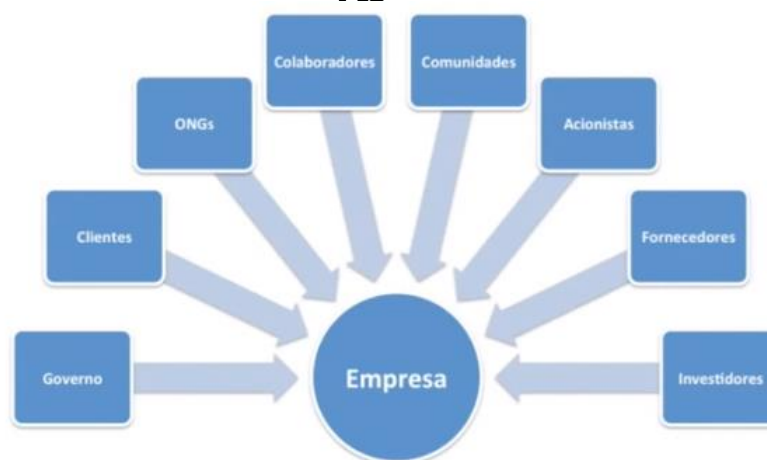 Colaboradores
Comunidades
ONGs
Acionistas
Clientes
Fornecedores
Governo
Empresa
Investidores